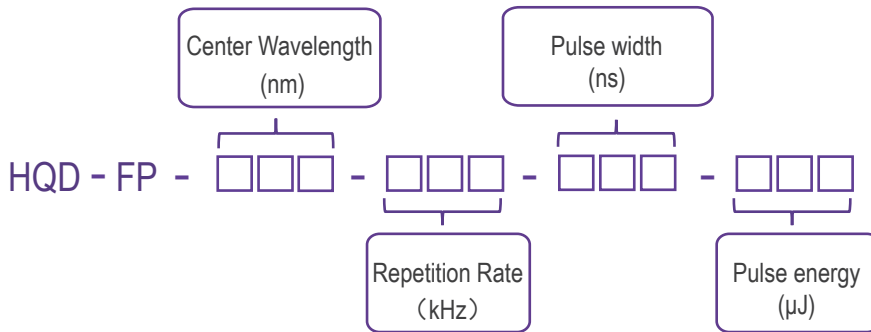 Center Wavelength
(nm)
Pulse width
(ns)
HQD - FP - □□□ - □□□ - □□□ - □□□
Repetition Rate
（kHz）
Pulse energy
(µJ)